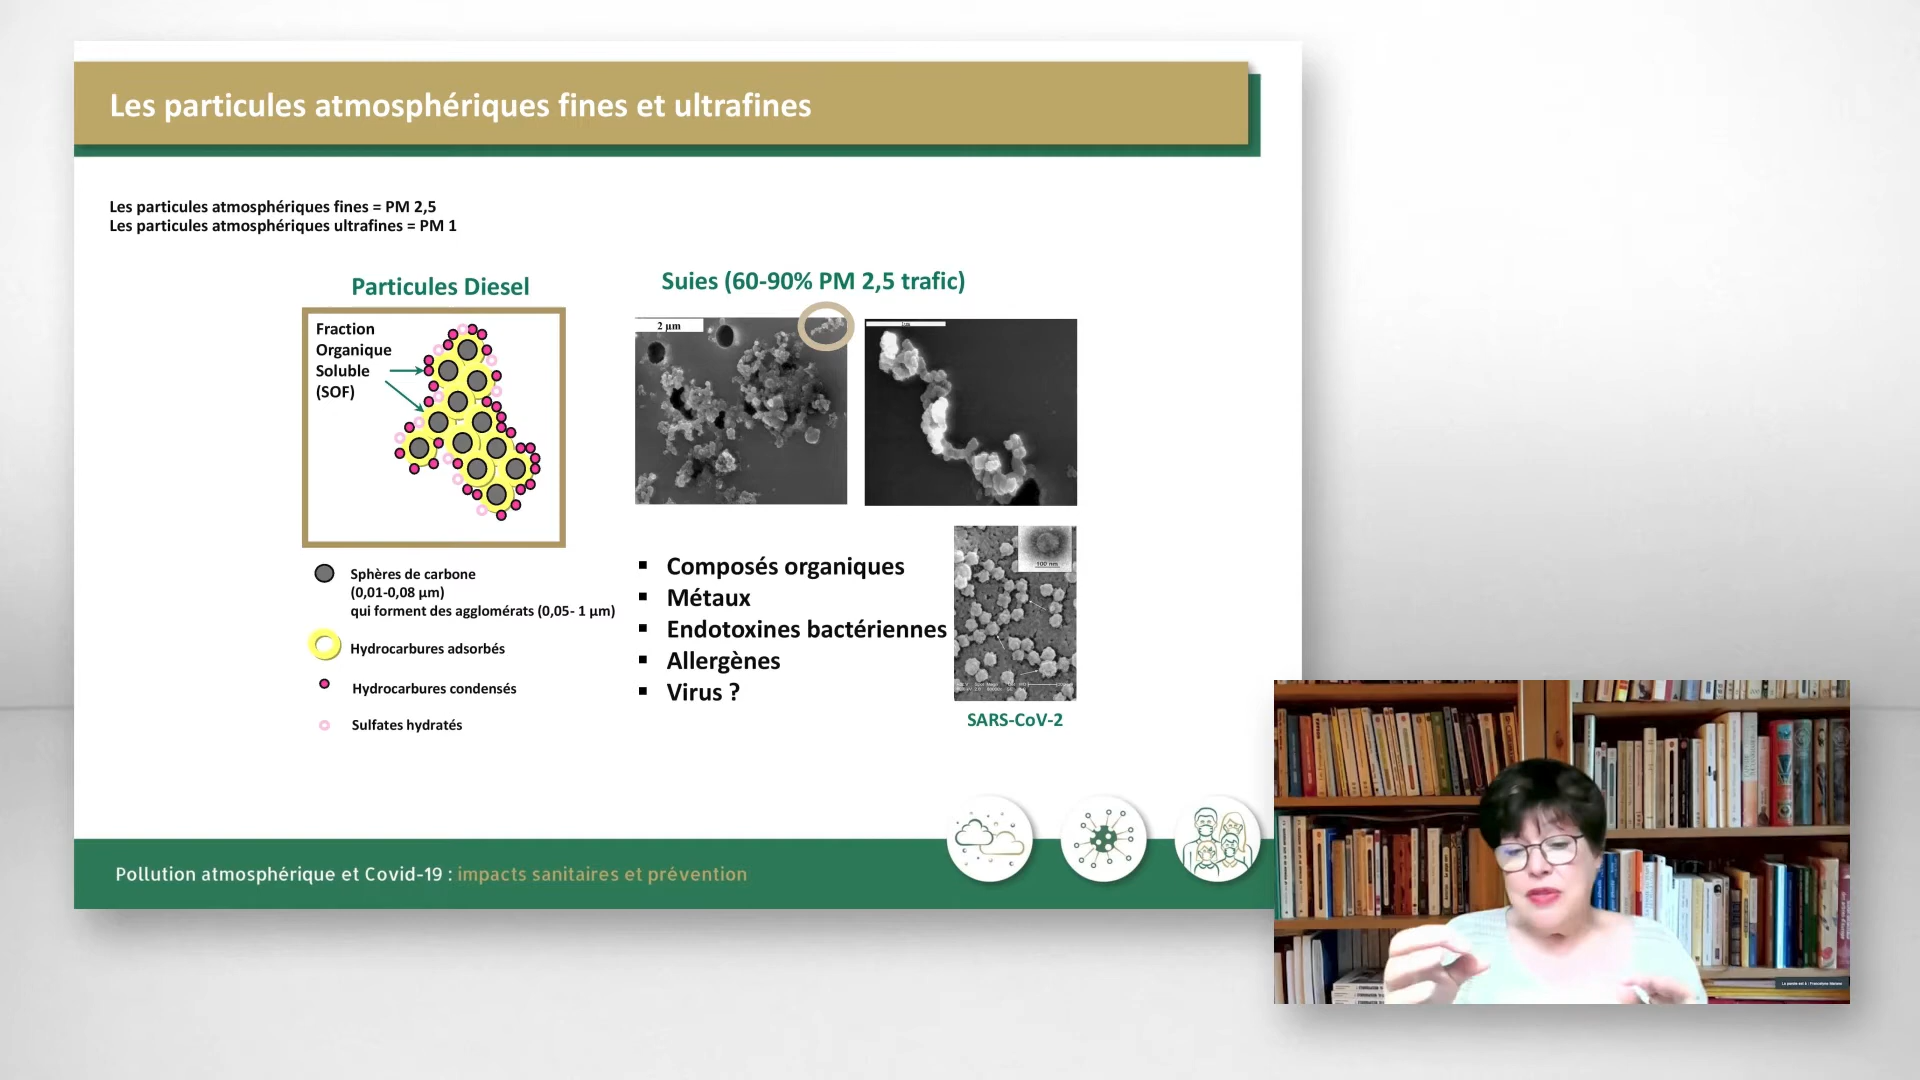 Les particules atmosphériques fines et ultrafines
Les particules atmosphériques fines = PM 2,5
Les particules atmosphériques ultrafines = PM 1
Particules Diesel
Fraction
Organique
Soluble
(SOF)
Sphères de carbone
(0,01-0,08 µm)
qui forment des agglomérats (0,05- 1 µm)
Hydrocarbures adsorbés
Hydrocarbures condensés
Sulfates hydratés
Suies (60-90% PM 2,5 trafic)
2 µm
▪ Composés organiques
▪ Métaux
▪ Endotoxines bactériennes
▪ Allergènes
▪ Virus ?
100 nm
SARS-CoV-2
Pollution atmosphérique et Covid-19 : impacts sanitaires et prévention